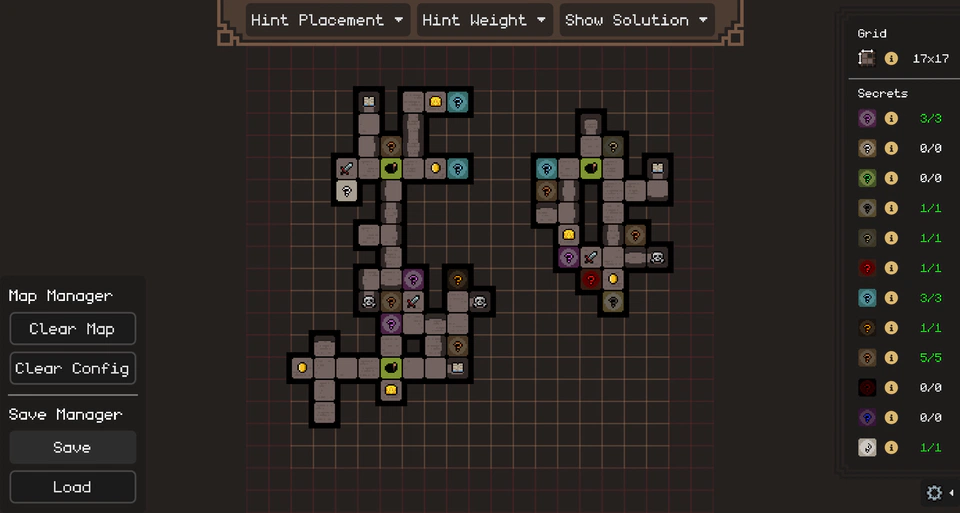 Hint Placement
Hint Weight
Show Solution
Grid
17x17
Secrets
3/3
0/0
0/0
1/1
1/1
1/1
3/3
1/1
5/5
0/0
0/0
1/1
Map Manager
Clear Map
Clear Config
Save Manager
Save
Load